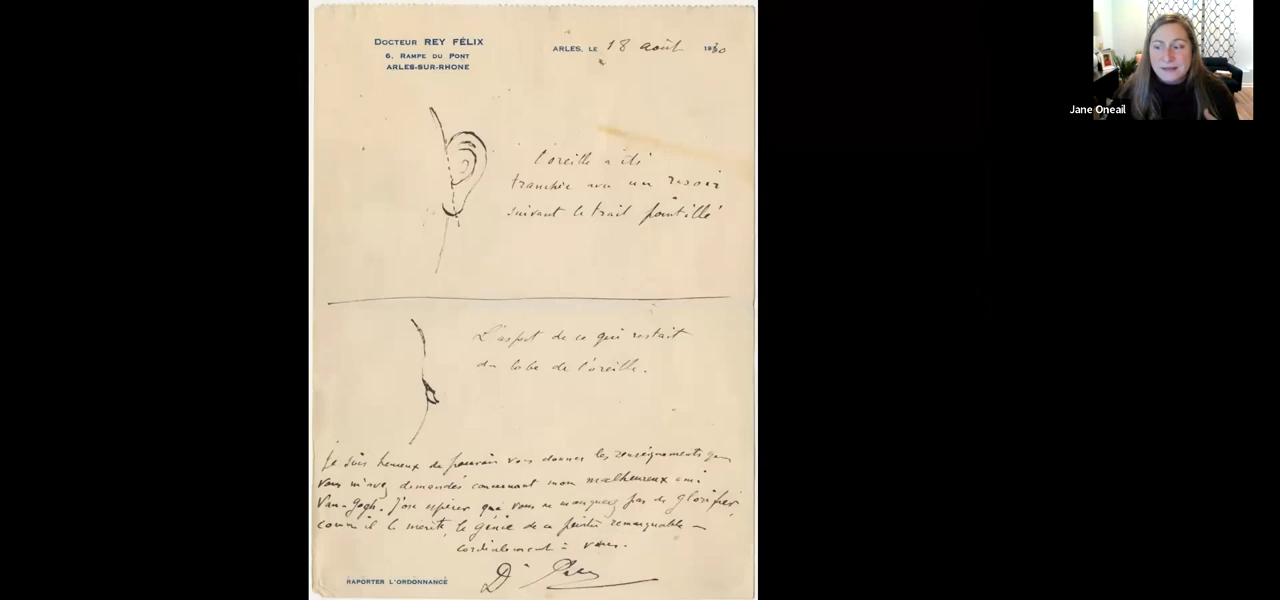 DOCTEUR REY FÉLIX
6, RAMPE DU PONT
ARLES-SUR-RHONE
ARLES, LE 18 août 1930
l'oreille a été
tranchée avec un rasoir
suivant le trait pointillé
L'aspect de ce qui restait
du lobe de l'oreille.
Je suis heureux de pouvoir vous donner les renseignements que
vous m'avez demandés concernant mon malheureux ami
Van-Gogh. J'ose espérer que vous ne manquerez pas de glorifier,
comme il le mérite, le génie de ce peintre remarquable —
Cordialement à vous.
Dr Rey
RAPORTER L'ORDONNANCE
Jane Oneail